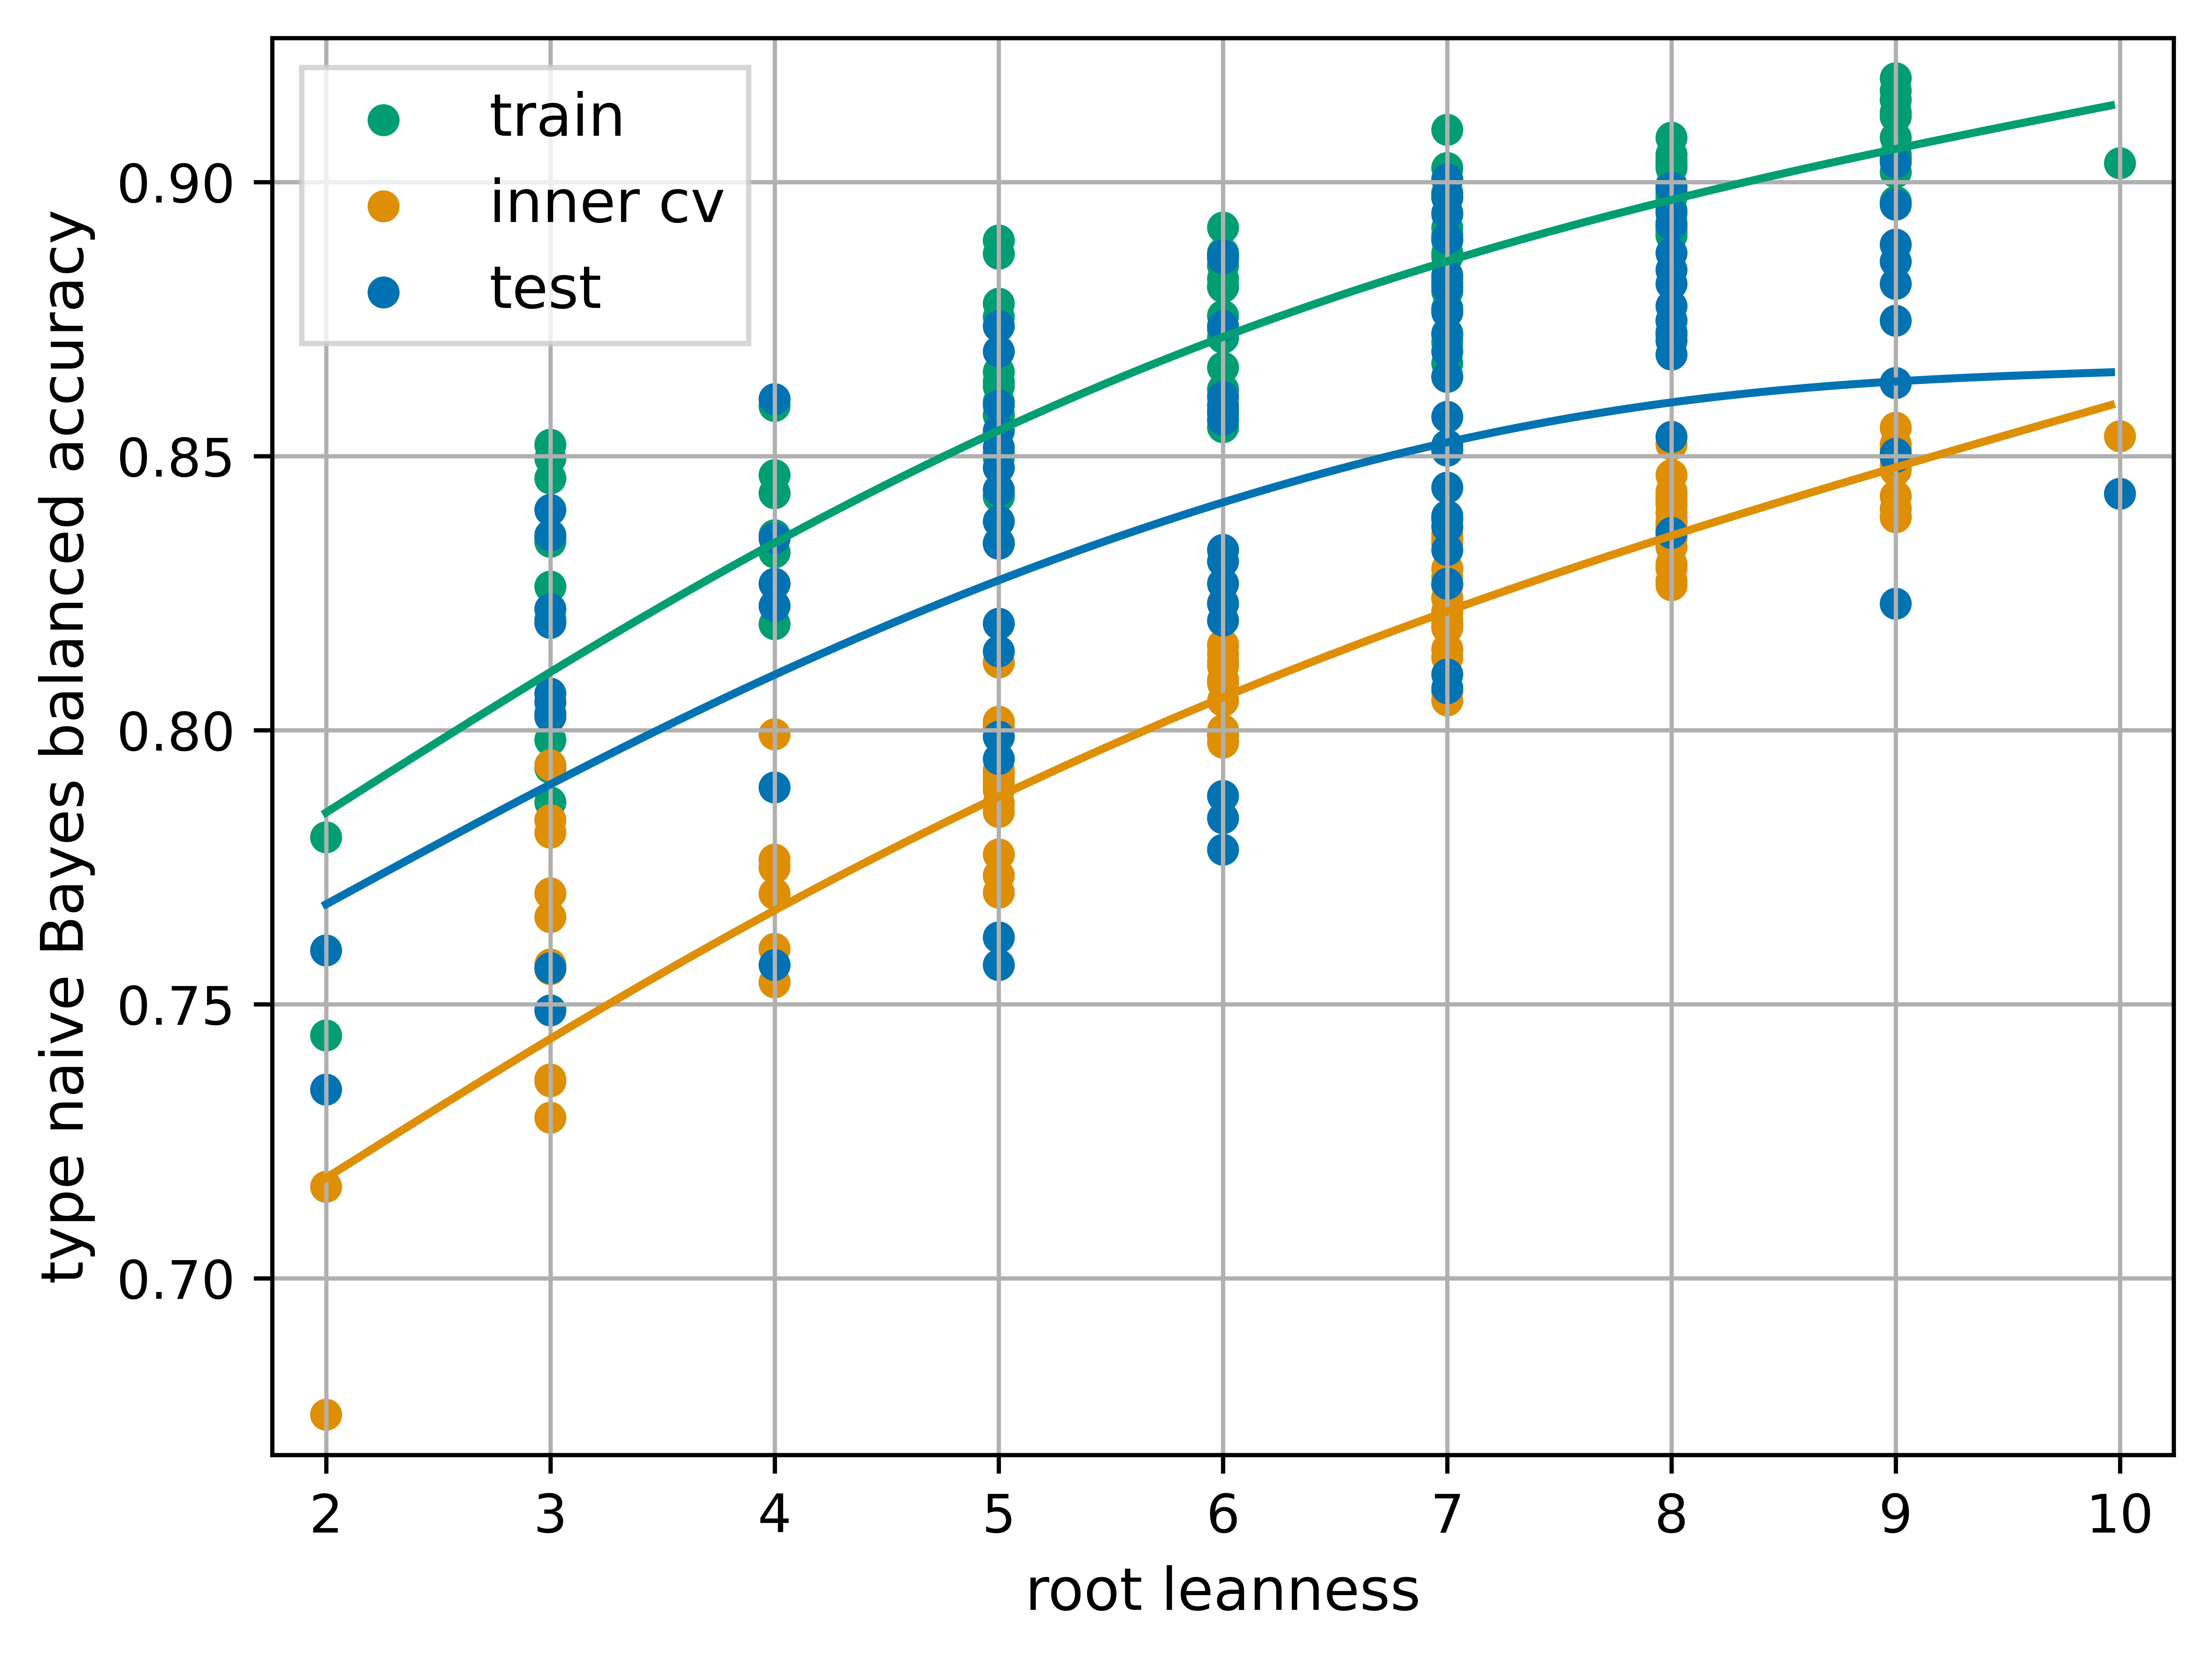 train
inner cv
test
0.90
0.85
0.80
0.75
0.70
type naive Bayes balanced accuracy
2 3 4 5 6 7 8 9 10
root leanness